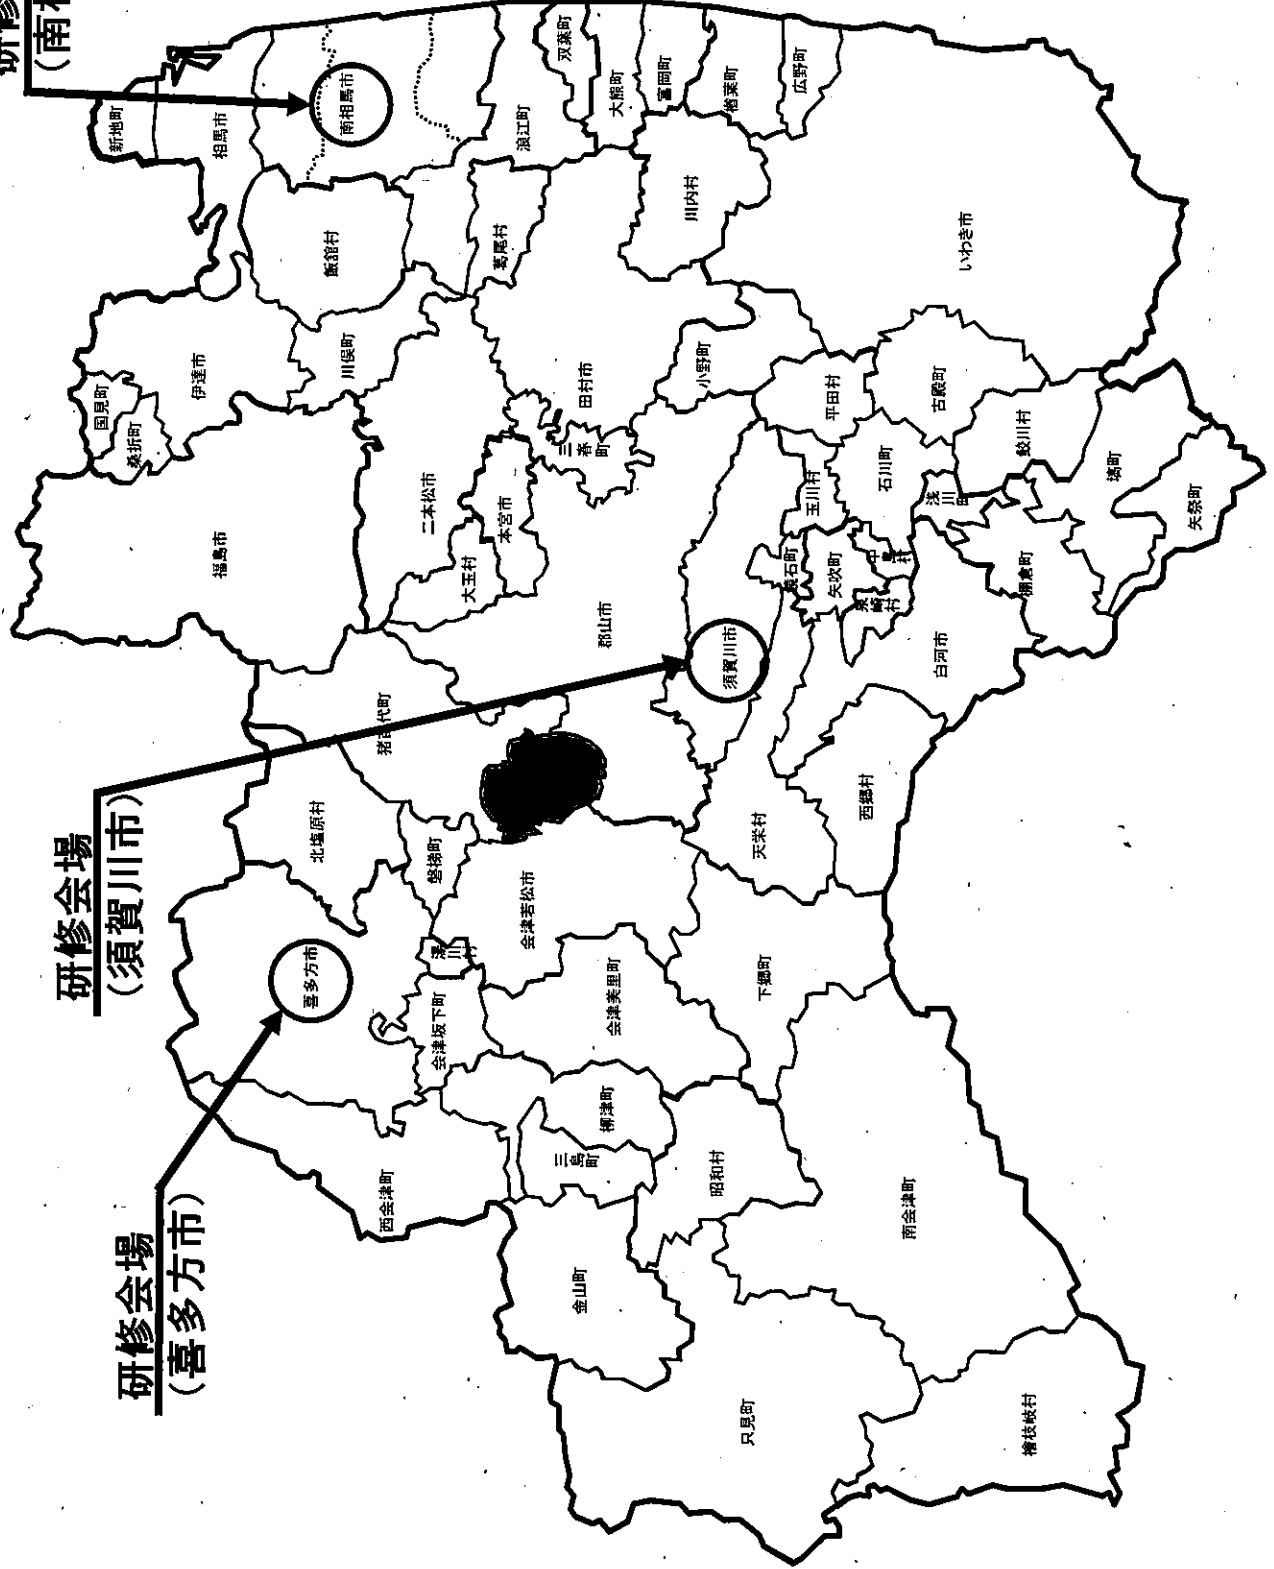 研修会場
（喜多方市）
研修会場
（須賀川市）
研修
（南相
新地町
相馬市
南相馬市
浪江町
双葉町
大熊町
富岡町
楢葉町
広野町
飯舘村
葛尾村
川内村
いわき市
国見町
桑折町
伊達市
川俣町
田村市
小野町
平田村
古殿町
鮫川村
塙町
矢祭町
福島市
二本松市
本宮市
大玉村
三春町
玉川村
石川町
浅川町
郡山市
須賀川市
鏡石町
矢吹町
中島村
泉崎村
棚倉町
白河市
西郷村
天栄村
猪苗代町
北塩原村
磐梯町
会津若松市
喜多方市
湯川村
会津坂下町
会津美里町
下郷町
西会津町
柳津町
三島町
昭和村
南会津町
金山町
只見町
檜枝岐村